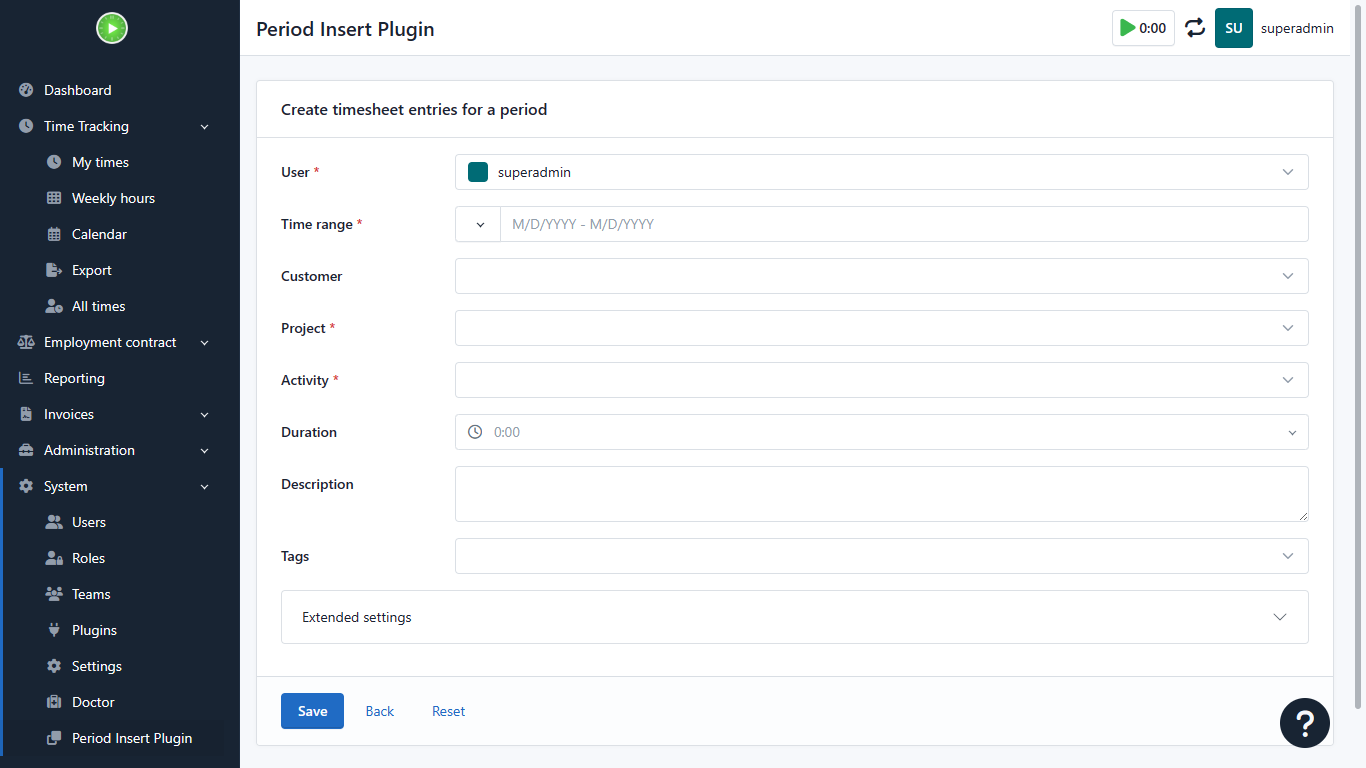 Period Insert Plugin
0:00
SU
superadmin
Dashboard
Time Tracking
My times
Weekly hours
Calendar
Export
All times
Employment contract
Reporting
Invoices
Administration
System
Users
Roles
Teams
Plugins
Settings
Doctor
Period Insert Plugin
Create timesheet entries for a period
User *
superadmin
Time range *
M/D/YYYY - M/D/YYYY
Customer
Project *
Activity *
Duration
0:00
Description
Tags
Extended settings
Save
Back
Reset
?